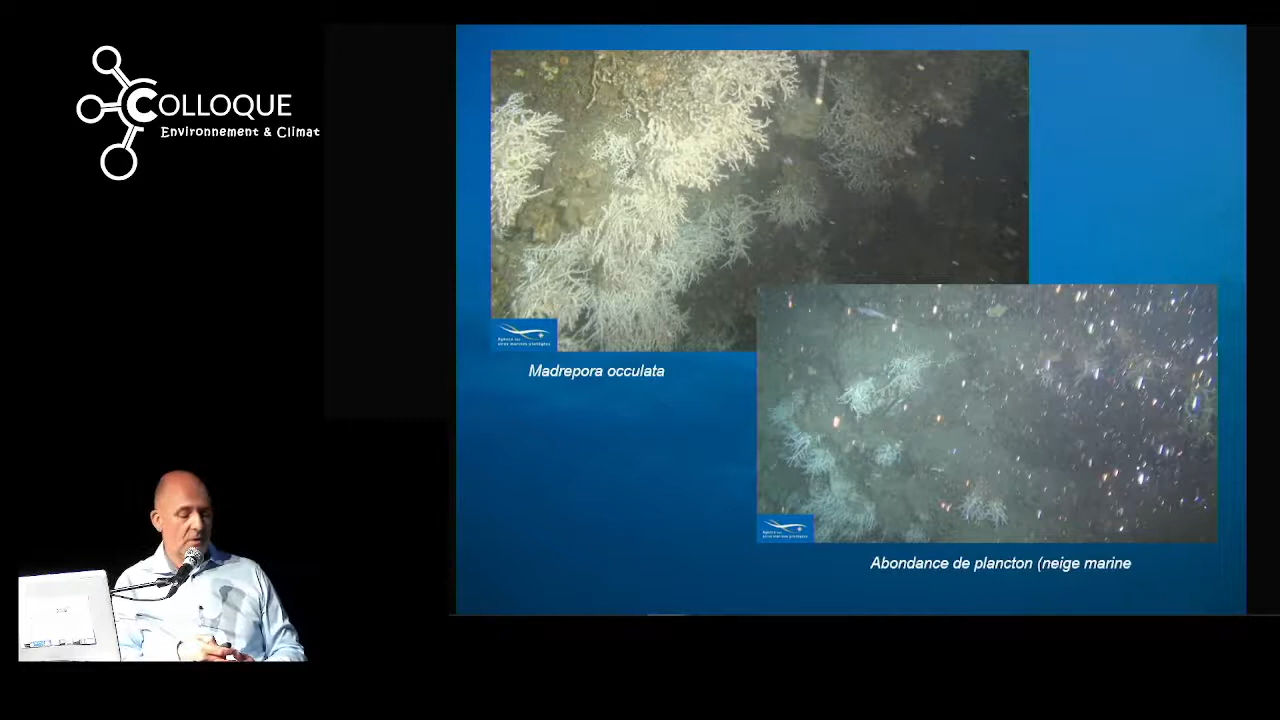 COLLOQUE
Environnement & Climat
Madrepora occulata
Abondance de plancton (neige marine